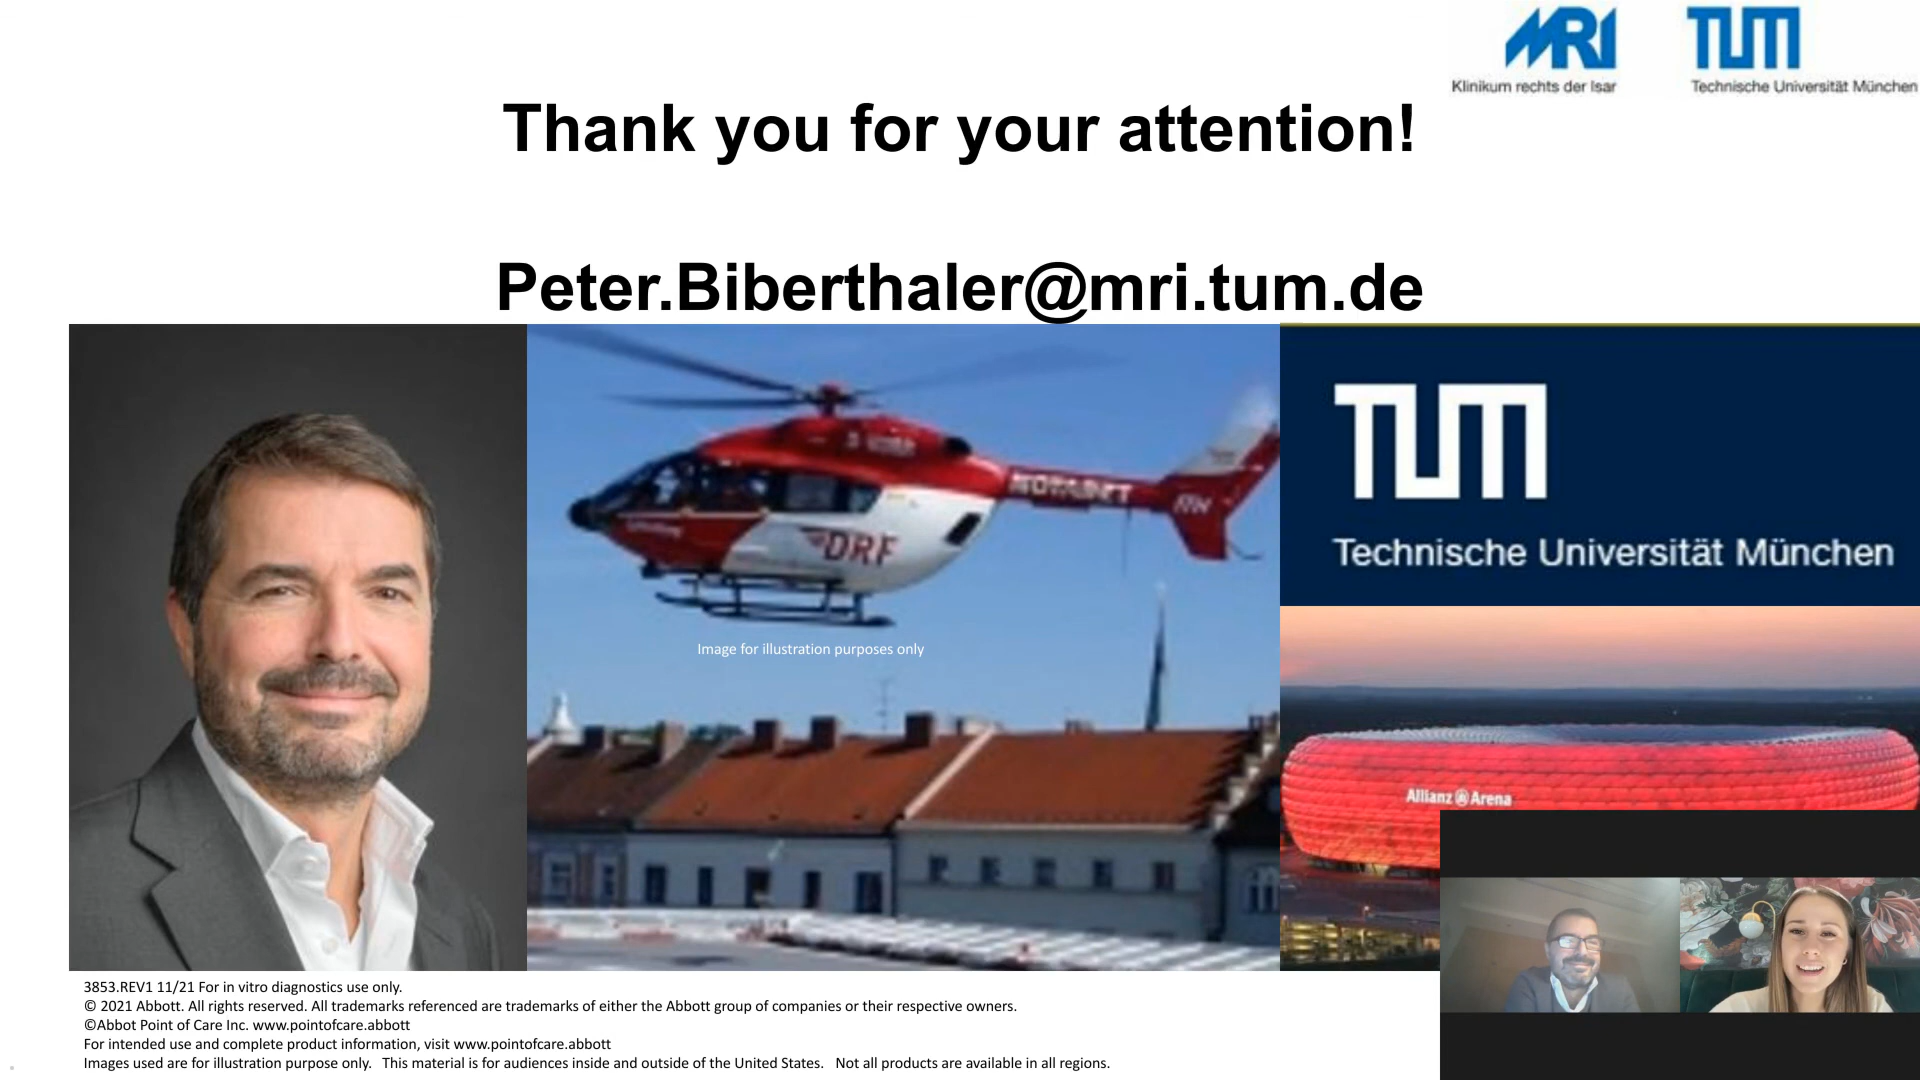 MRI
Klinikum rechts der Isar
TUM
Technische Universität München
Thank you for your attention!
Peter.Biberthaler@mri.tum.de
NOTARZT
DRF
Image for illustration purposes only
TUM
Technische Universität München
Allianz Arena
3853.REV1 11/21 For in vitro diagnostics use only.
© 2021 Abbott. All rights reserved. All trademarks referenced are trademarks of either the Abbott group of companies or their respective owners.
©Abbot Point of Care Inc. www.pointofcare.abbott
For intended use and complete product information, visit www.pointofcare.abbott
Images used are for illustration purpose only. This material is for audiences inside and outside of the United States. Not all products are available in all regions.